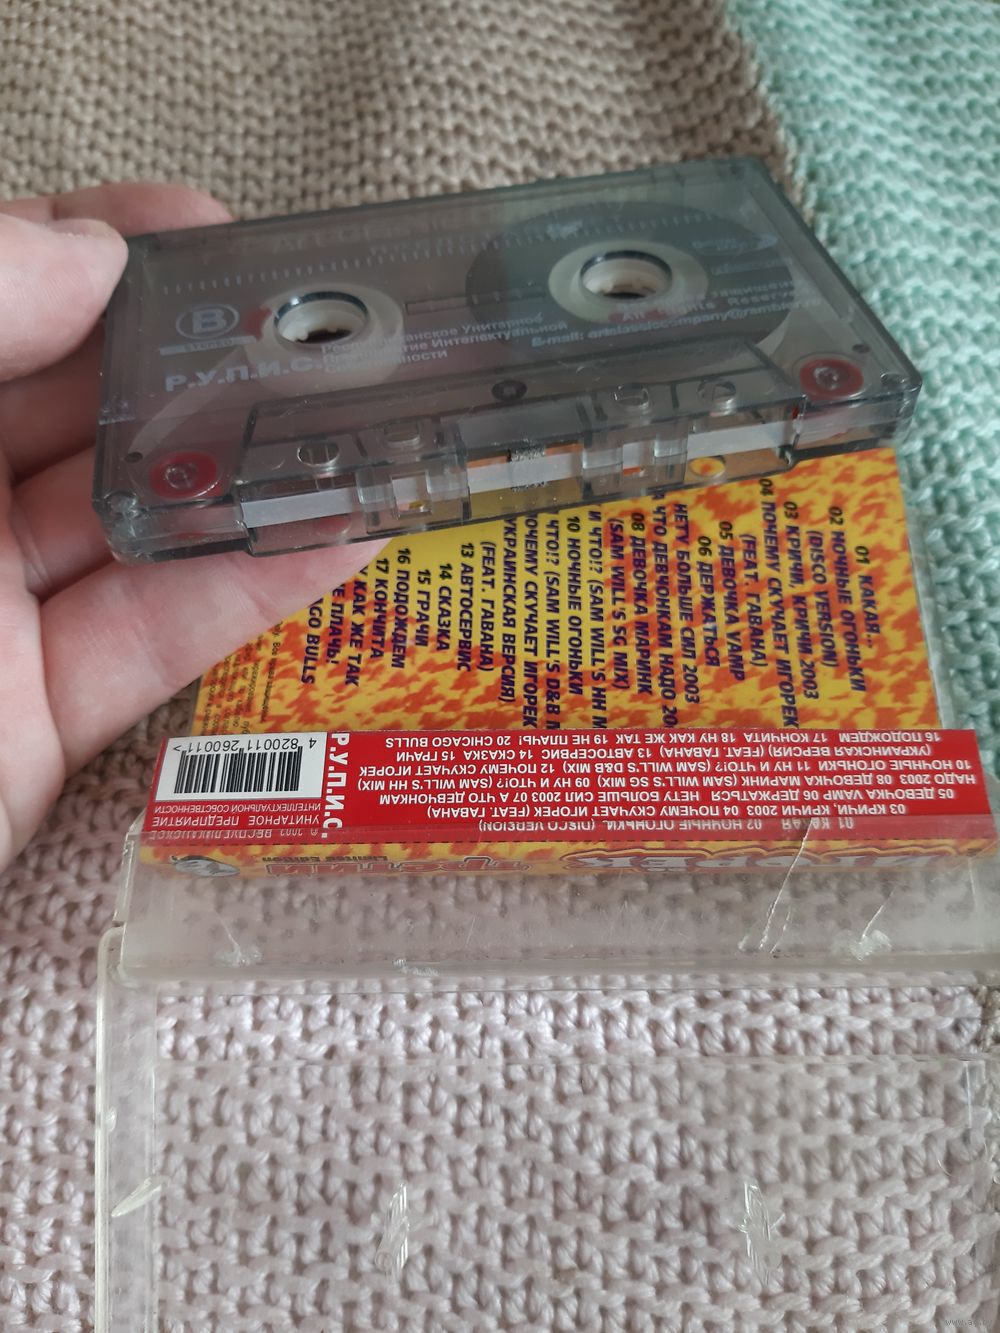 B
STEREO
Р.У.П.И.С.
Республиканское Унитарное
Предприятие Интелектуальной
Собственности
All Rights Reserved
E-mail: artclassiccompany@rambler.ru
01 КАКАЯ..
02 НОЧНЫЕ ОГОНЬКИ
(DISCO VERSION)
03 КРИЧИ, КРИЧИ 2003
04 ПОЧЕМУ СКУЧАЕТ ИГОРЕК
(FEAT. ГАВАНА)
05 ДЕВОЧКА VAMP
06 ДЕРЖАТЬСЯ
НЕТУ БОЛЬШЕ СИЛ 2003
А ЧТО ДЕВЧОНКАМ НАДО 20
08 ДЕВОЧКА МАРИНК
(SAM WILL'S SG MIX)
И ЧТО!? (SAM WILL'S HH M
10 НОЧНЫЕ ОГОНЬКИ
ЧТО!? (SAM WILL'S D&B M
ОЧЕМУ СКУЧАЕТ ИГОРЕК
УКРАИНСКАЯ ВЕРСИЯ)
(FEAT. ГАВАНА)
13 АВТОСЕРВИС
14 СКАЗКА
15 ГРАЧИ
16 ПОДОЖДЕМ
17 КОНЧИТА
КАК ЖЕ ТАК
Е ПЛАЧЬ!
AGO BULLS
01 КАКАЯ 02 НОЧНЫЕ ОГОНЬКИ (DISCO VERSION)
03 КРИЧИ, КРИЧИ 2003 04 ПОЧЕМУ СКУЧАЕТ ИГОРЕК (FEAT. ГАВАНА)
05 ДЕВОЧКА VAMP 06 ДЕРЖАТЬСЯ НЕТУ БОЛЬШЕ СИЛ 2003 07 А ЧТО ДЕВЧОНКАМ
НАДО 2003 08 ДЕВОЧКА МАРИНК (SAM WILL'S SG MIX) 09 НУ И ЧТО!? (SAM WILL'S HH MIX)
10 НОЧНЫЕ ОГОНЬКИ 11 НУ И ЧТО!? (SAM WILL'S D&B MIX) 12 ПОЧЕМУ СКУЧАЕТ ИГОРЕК
(УКРАИНСКАЯ ВЕРСИЯ) (FEAT. ГАВАНА) 13 АВТОСЕРВИС 14 СКАЗКА 15 ГРАЧИ
16 ПОДОЖДЕМ 17 КОНЧИТА 18 НУ КАК ЖЕ ТАК 19 НЕ ПЛАЧЬ! 20 CHICAGO BULLS
Р.У.П.И.С.
© 2003 РЕСПУБЛИКАНСКОЕ
УНИТАРНОЕ ПРЕДПРИЯТИЕ
ИНТЕЛЛЕКТУАЛЬНОЙ СОБСТВЕННОСТИ
4 820011 260011 >
ИГОРЁК
Limited Edition